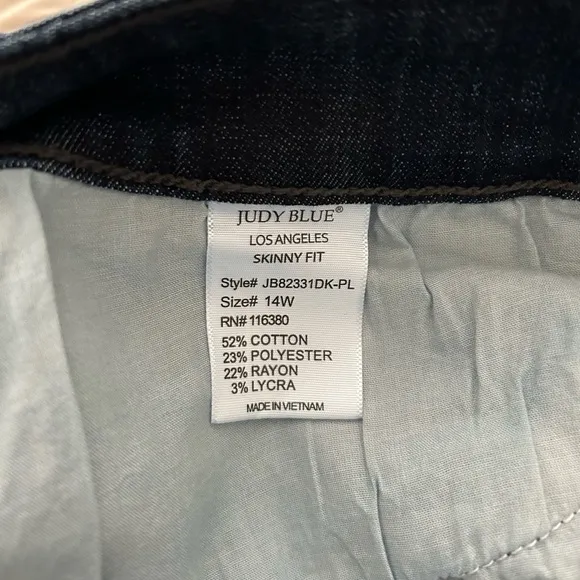 JUDY BLUE®
LOS ANGELES
SKINNY FIT
Style# JB82331DK-PL
Size# 14W
RN# 116380
52% COTTON
23% POLYESTER
22% RAYON
3% LYCRA
MADE IN VIETNAM